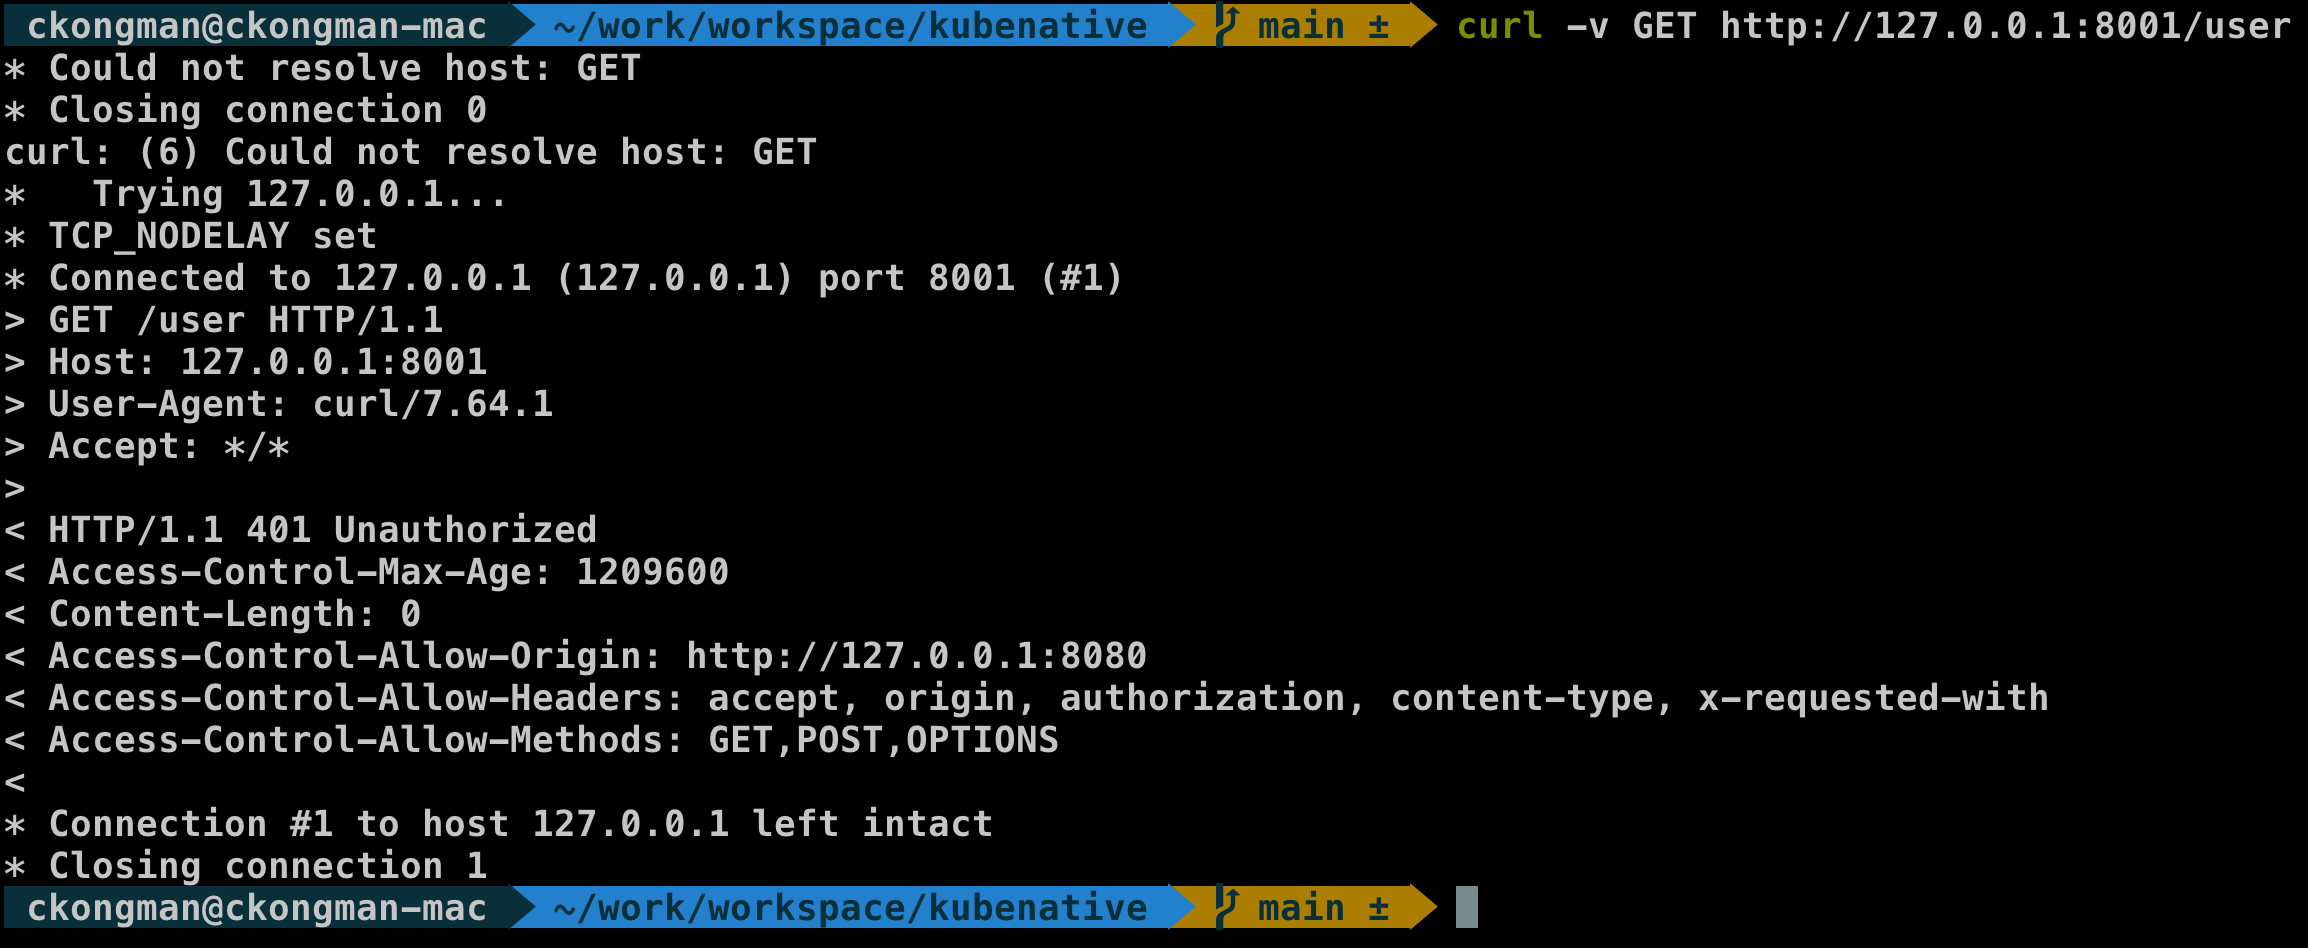 ckongman@ckongman-mac ~/work/workspace/kubenative main ± curl -v GET http://127.0.0.1:8001/user
* Could not resolve host: GET
* Closing connection 0
curl: (6) Could not resolve host: GET
*   Trying 127.0.0.1...
* TCP_NODELAY set
* Connected to 127.0.0.1 (127.0.0.1) port 8001 (#1)
> GET /user HTTP/1.1
> Host: 127.0.0.1:8001
> User-Agent: curl/7.64.1
> Accept: */*
>
< HTTP/1.1 401 Unauthorized
< Access-Control-Max-Age: 1209600
< Content-Length: 0
< Access-Control-Allow-Origin: http://127.0.0.1:8080
< Access-Control-Allow-Headers: accept, origin, authorization, content-type, x-requested-with
< Access-Control-Allow-Methods: GET,POST,OPTIONS
<
* Connection #1 to host 127.0.0.1 left intact
* Closing connection 1
ckongman@ckongman-mac ~/work/workspace/kubenative main ±